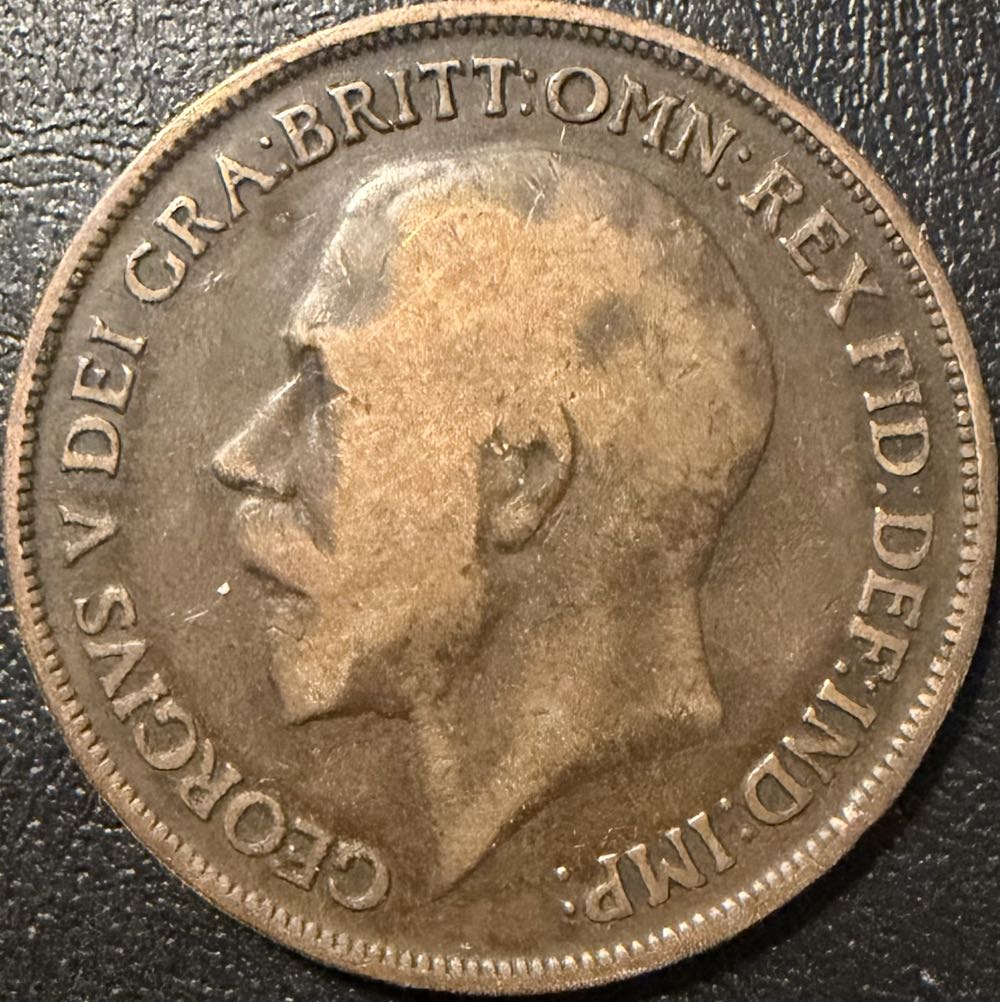 GEORGIVS V DEI GRA:BRITT:OMN:REX FID:DEF:IND:IMP: